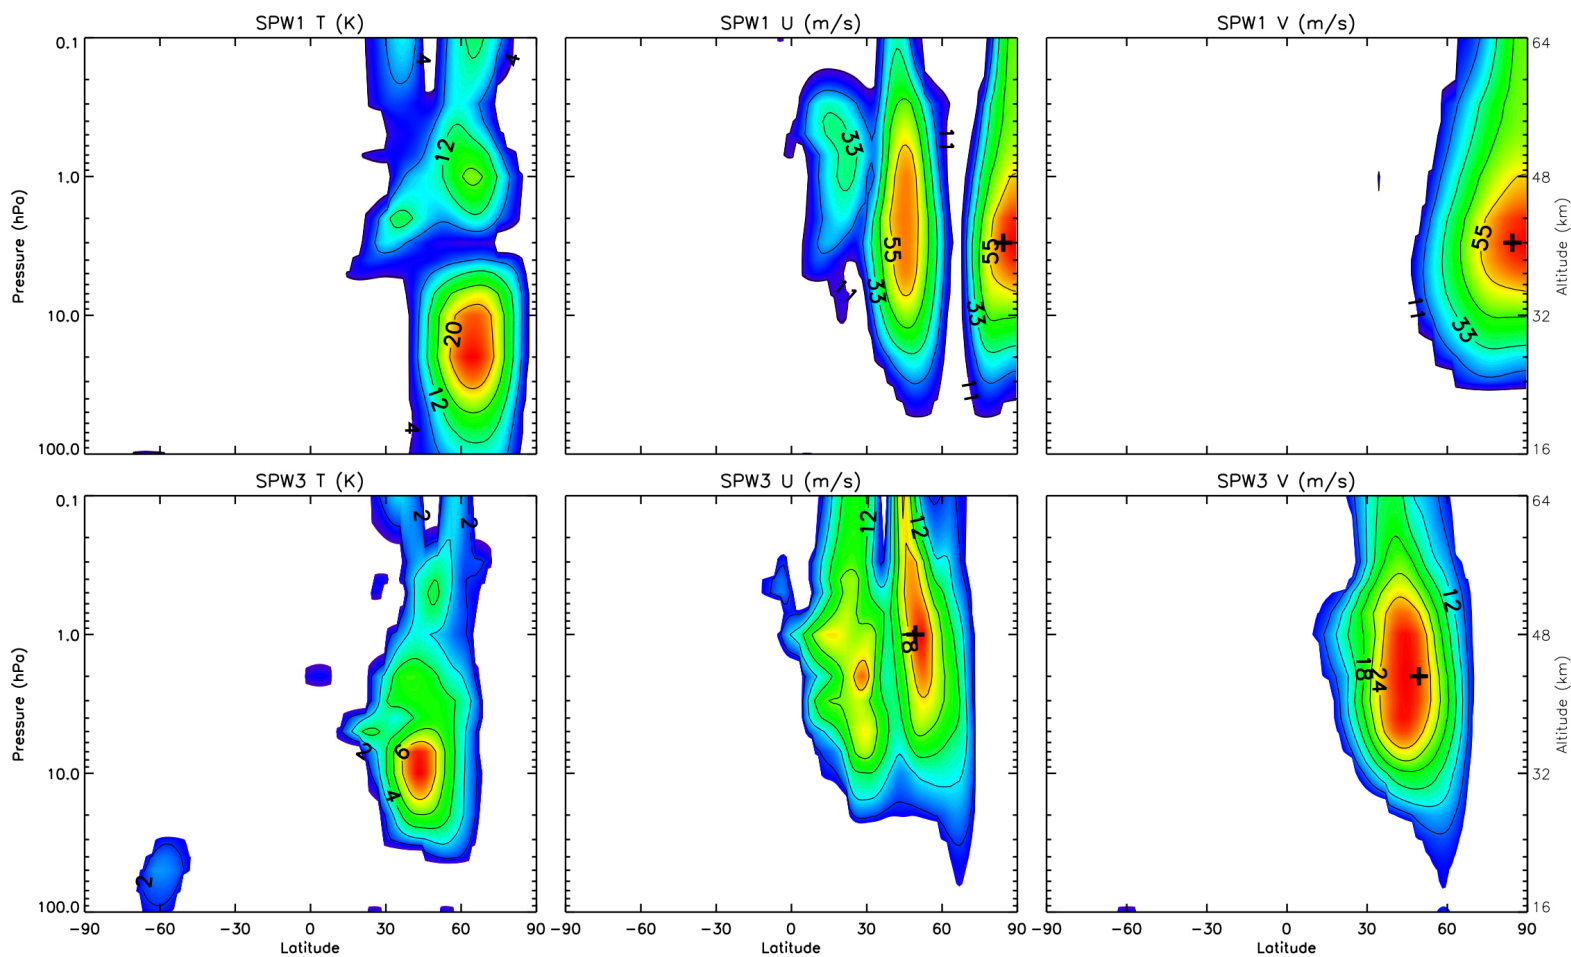 SPW1 T (K)
SPW1 U (m/s)
SPW1 V (m/s)
0.1
1.0
10.0
100.0
Pressure (hPa)
4
4
12
20
12
4
33
11
55
33
11
55
33
11
55
33
11
64
48
32
16
Altitude (km)
SPW3 T (K)
SPW3 U (m/s)
SPW3 V (m/s)
0.1
1.0
10.0
100.0
Pressure (hPa)
2
2
2
6
4
2
12
12
18
12
18
24
64
48
32
16
Altitude (km)
-90 -60 -30 0 30 60 90
Latitude
-90 -60 -30 0 30 60 90
Latitude
-90 -60 -30 0 30 60 90
Latitude